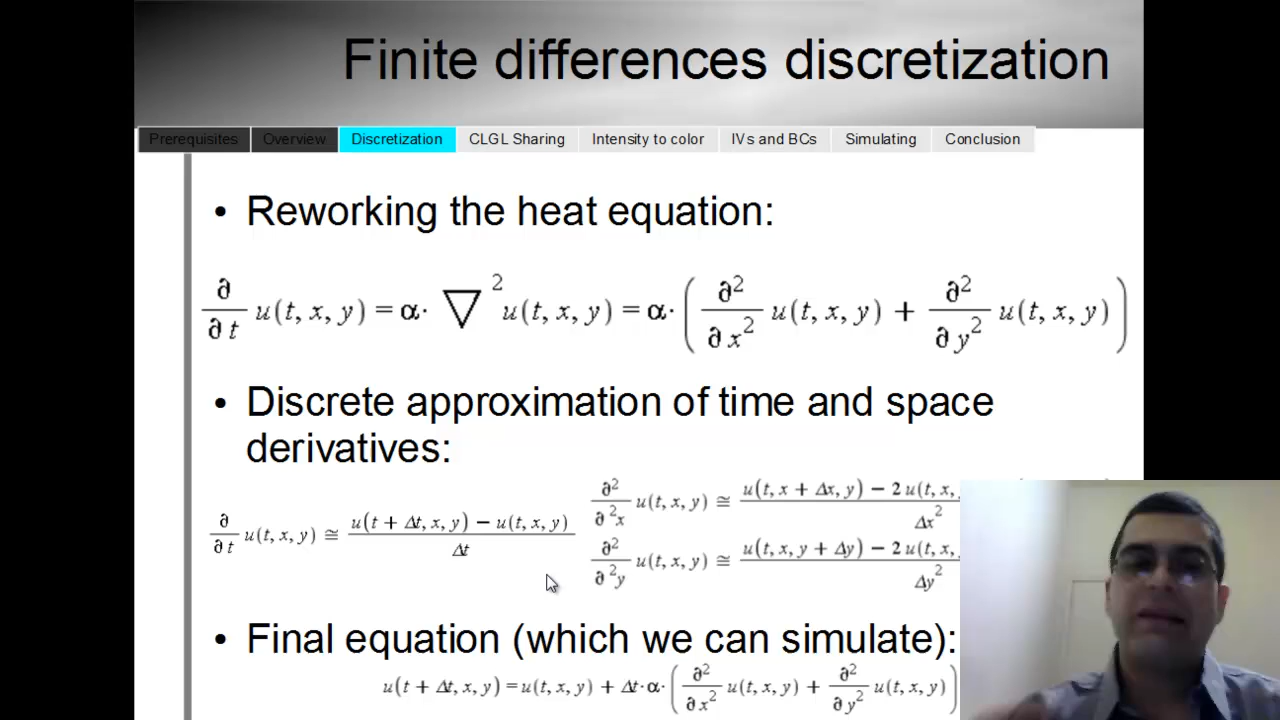 Finite differences discretization
Prerequisites Overview Discretization CLGL Sharing Intensity to color IVs and BCs Simulating Conclusion
• Reworking the heat equation:
∂/∂t u(t, x, y) = α· ▽² u(t, x, y) = α· ( ∂²/∂x² u(t, x, y) + ∂²/∂y² u(t, x, y) )
• Discrete approximation of time and space
derivatives:
∂/∂t u(t, x, y) ≅ (u(t + Δt, x, y) − u(t, x, y))/Δt
∂²/∂²x u(t, x, y) ≅ u(t, x + Δx, y) − 2 u(t, x, / Δx²
∂²/∂²y u(t, x, y) ≅ u(t, x, y + Δy) − 2 u(t, x, / Δy²
• Final equation (which we can simulate):
u(t + Δt, x, y) = u(t, x, y) + Δt·α· ( ∂²/∂x² u(t, x, y) + ∂²/∂y² u(t, x, y) )